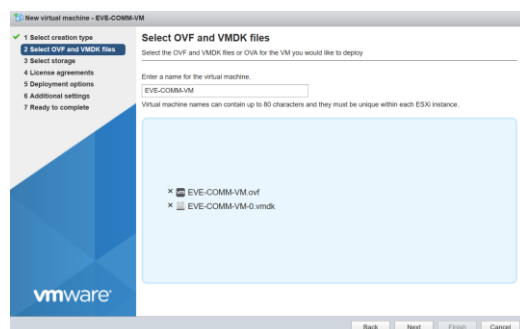 New virtual machine - EVE-COMM-VM
1 Select creation type
2 Select OVF and VMDK files
3 Select storage
4 License agreements
5 Deployment options
6 Additional settings
7 Ready to complete
Select OVF and VMDK files
Select the OVF and VMDK files or OVA for the VM you would like to deploy
Enter a name for the virtual machine.
EVE-COMM-VM
Virtual machine names can contain up to 80 characters and they must be unique within each ESXi instance.
× EVE-COMM-VM.ovf
× EVE-COMM-VM-0.vmdk
vmware
Back Next Finish Cancel